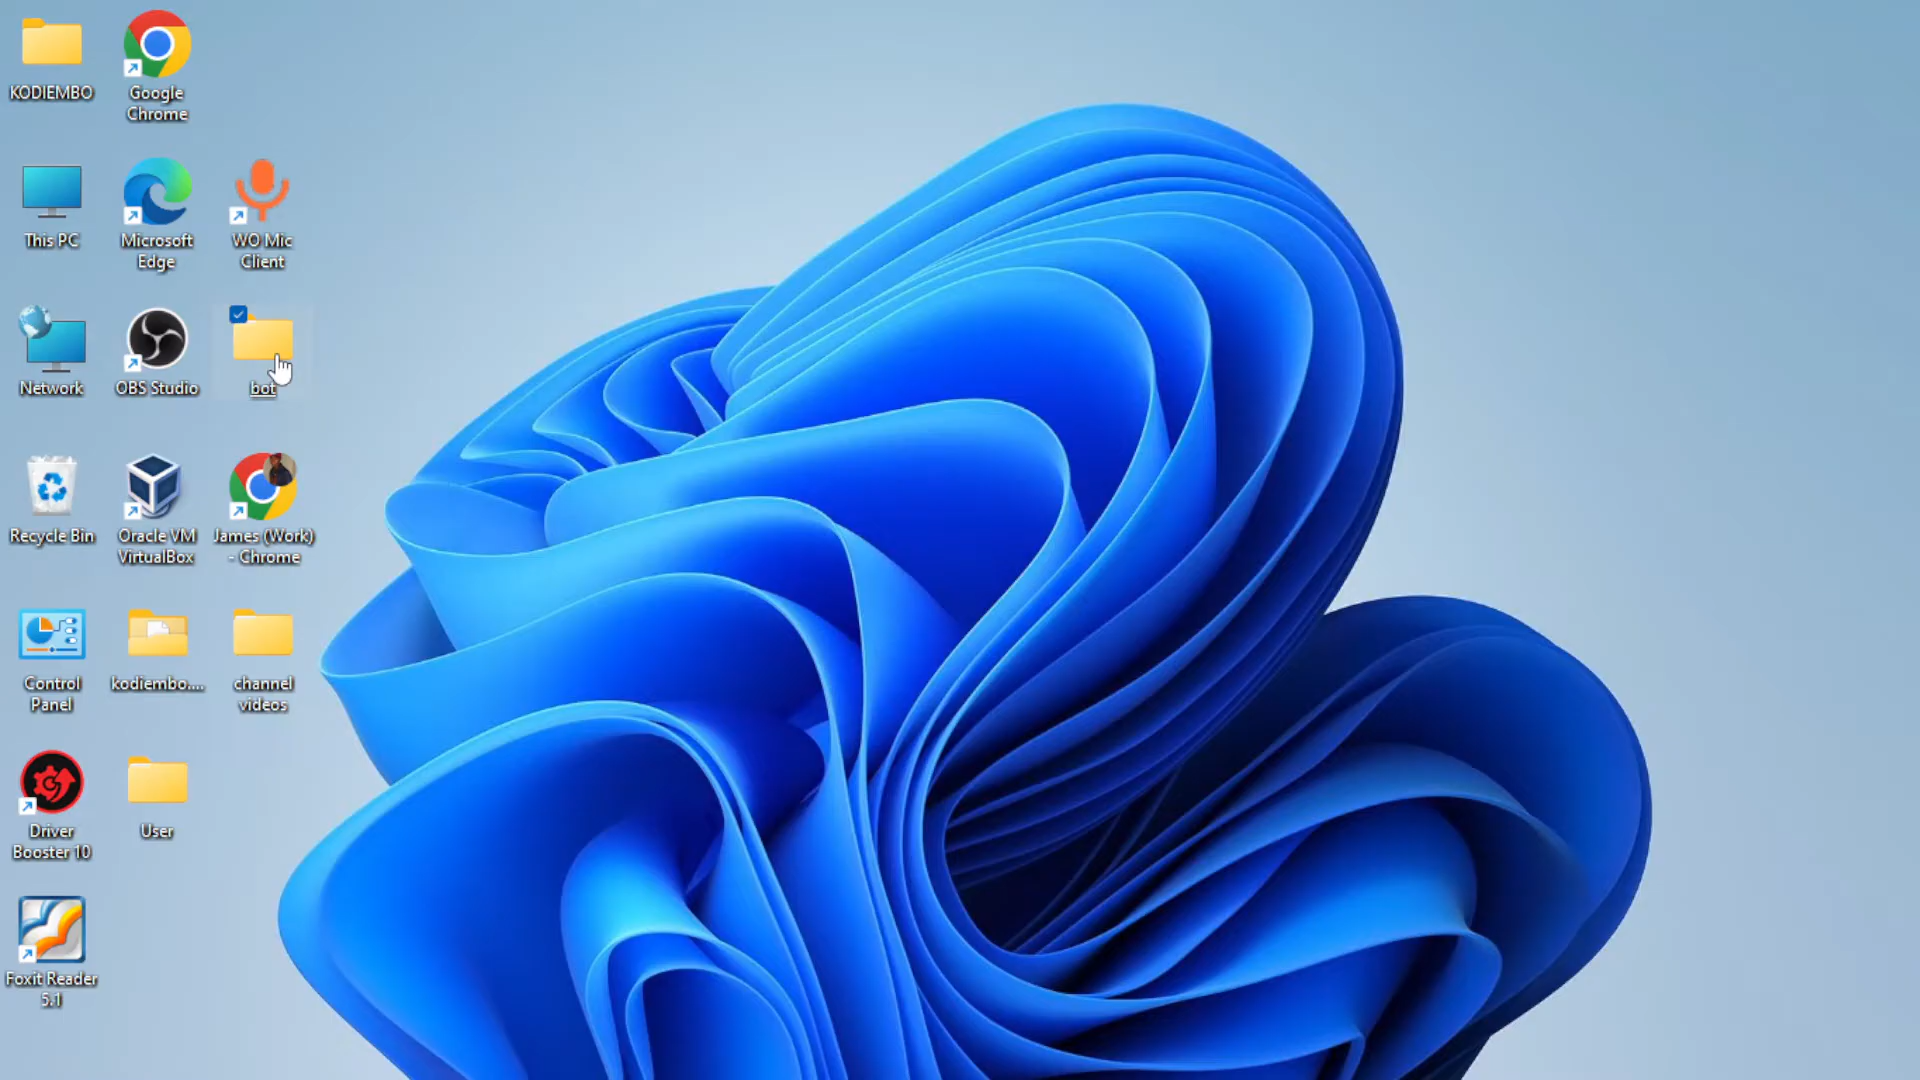 KODIEMBO
Google
Chrome
This PC
Microsoft
Edge
WO Mic
Client
Network
OBS Studio
bot
Recycle Bin
Oracle VM
VirtualBox
James (Work)
- Chrome
Control
Panel
kodiembo....
channel
videos
Driver
Booster 10
User
Foxit Reader
5.1